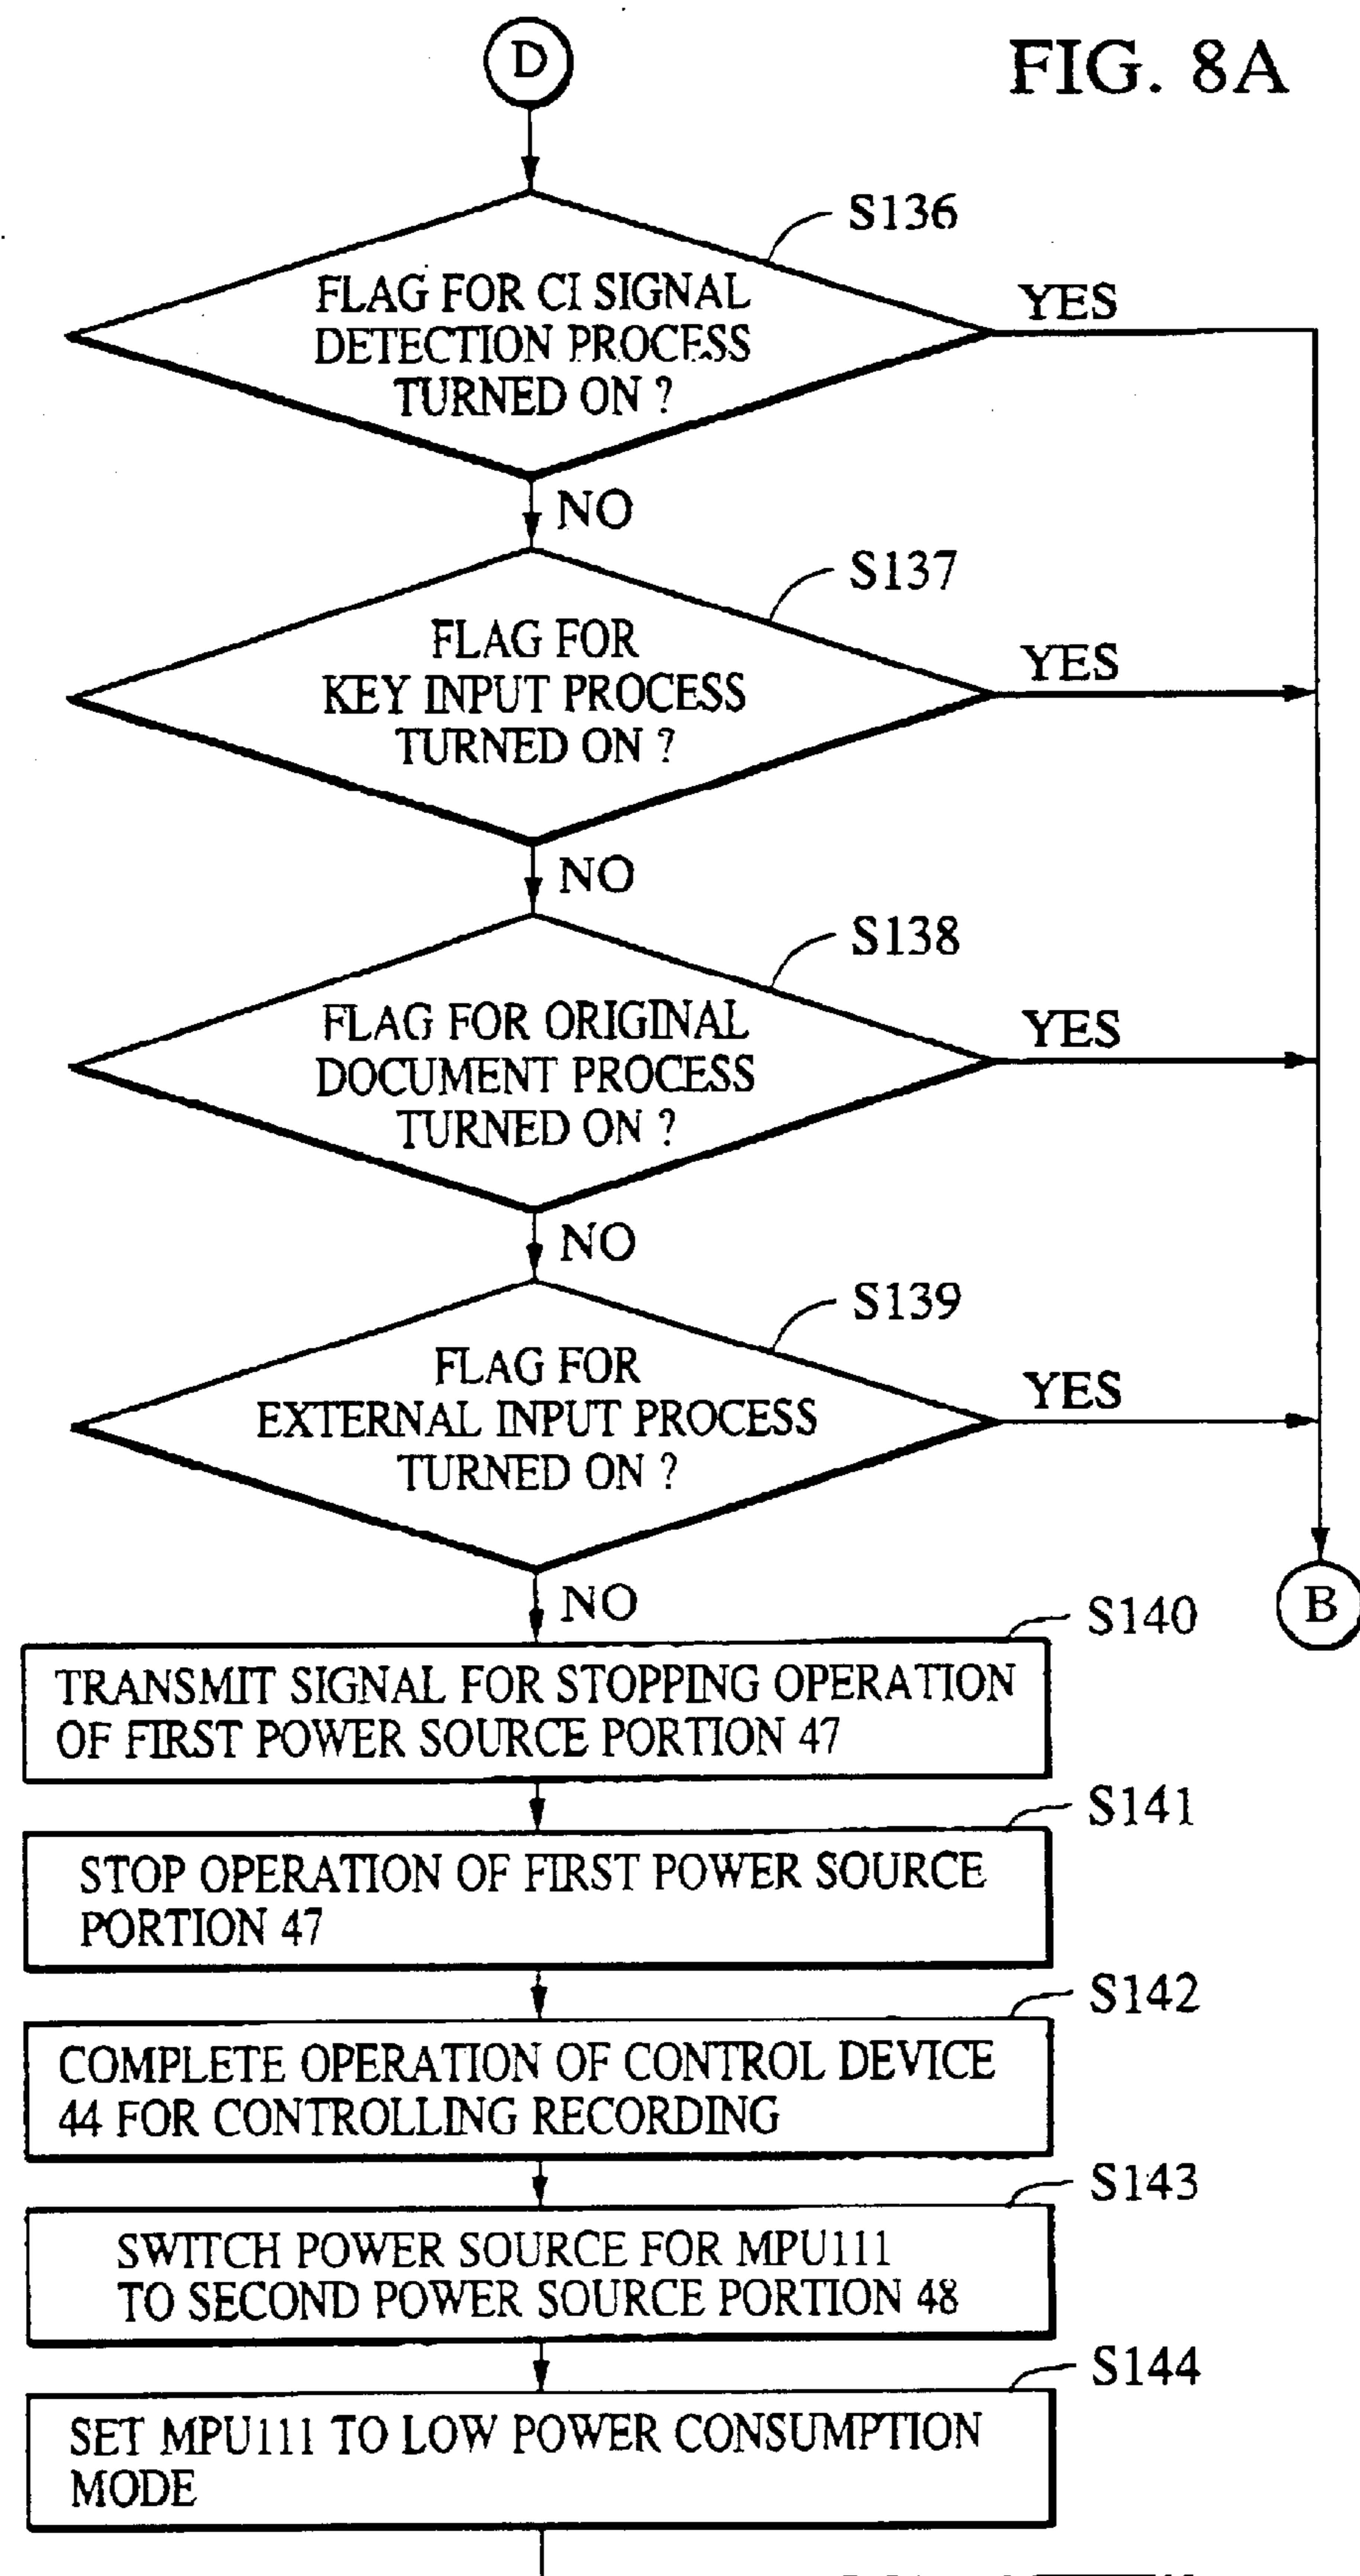 D
FIG. 8A
S136
FLAG FOR CI SIGNAL
DETECTION PROCESS
TURNED ON ?
YES
NO
S137
FLAG FOR
KEY INPUT PROCESS
TURNED ON ?
YES
NO
S138
FLAG FOR ORIGINAL
DOCUMENT PROCESS
TURNED ON ?
YES
NO
S139
FLAG FOR
EXTERNAL INPUT PROCESS
TURNED ON ?
YES
NO
B
S140
TRANSMIT SIGNAL FOR STOPPING OPERATION
OF FIRST POWER SOURCE PORTION 47
S141
STOP OPERATION OF FIRST POWER SOURCE
PORTION 47
S142
COMPLETE OPERATION OF CONTROL DEVICE
44 FOR CONTROLLING RECORDING
S143
SWITCH POWER SOURCE FOR MPU111
TO SECOND POWER SOURCE PORTION 48
S144
SET MPU111 TO LOW POWER CONSUMPTION
MODE